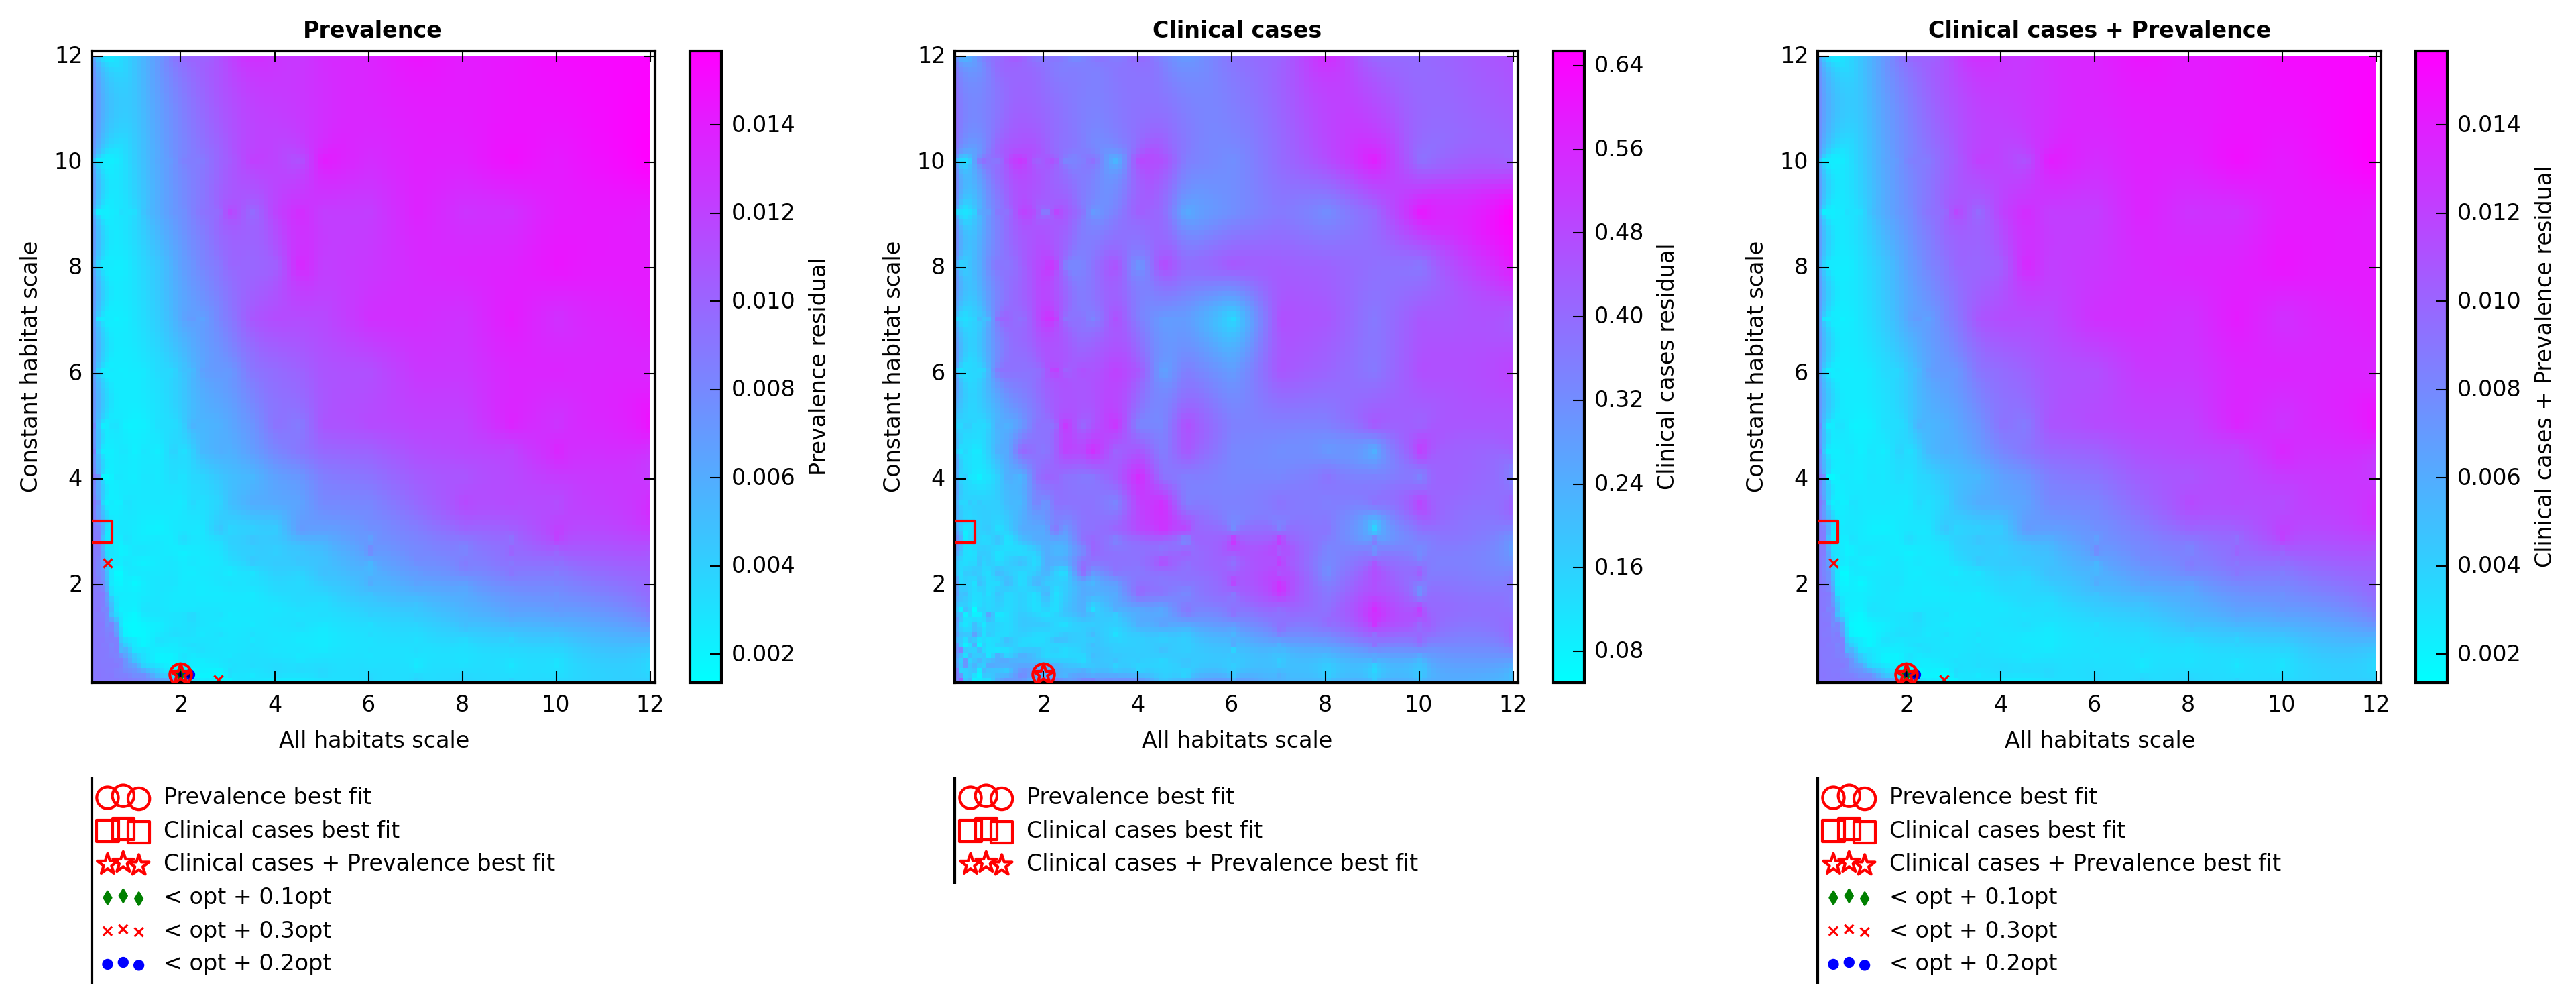 Prevalence
12
10
8
6
4
2
2 4 6 8 10 12
Constant habitat scale
All habitats scale
0.014
0.012
0.010
0.008
0.006
0.004
0.002
Prevalence residual
Prevalence best fit
Clinical cases best fit
Clinical cases + Prevalence best fit
< opt + 0.1opt
< opt + 0.3opt
< opt + 0.2opt
Clinical cases
12
10
8
6
4
2
2 4 6 8 10 12
Constant habitat scale
All habitats scale
0.64
0.56
0.48
0.40
0.32
0.24
0.16
0.08
Clinical cases residual
Prevalence best fit
Clinical cases best fit
Clinical cases + Prevalence best fit
Clinical cases + Prevalence
12
10
8
6
4
2
2 4 6 8 10 12
Constant habitat scale
All habitats scale
0.014
0.012
0.010
0.008
0.006
0.004
0.002
Clinical cases + Prevalence residual
Prevalence best fit
Clinical cases best fit
Clinical cases + Prevalence best fit
< opt + 0.1opt
< opt + 0.3opt
< opt + 0.2opt